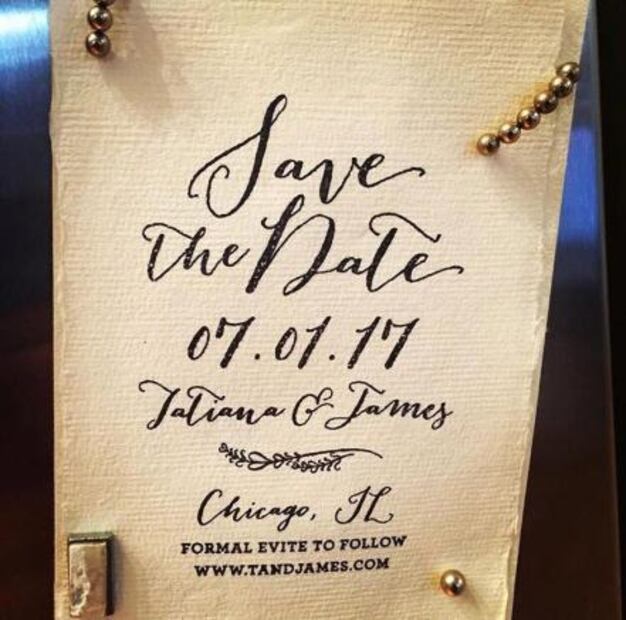 Save
the Date
07.01.17
Tatiana & James
Chicago, IL
FORMAL EVITE TO FOLLOW
WWW.TANDJAMES.COM